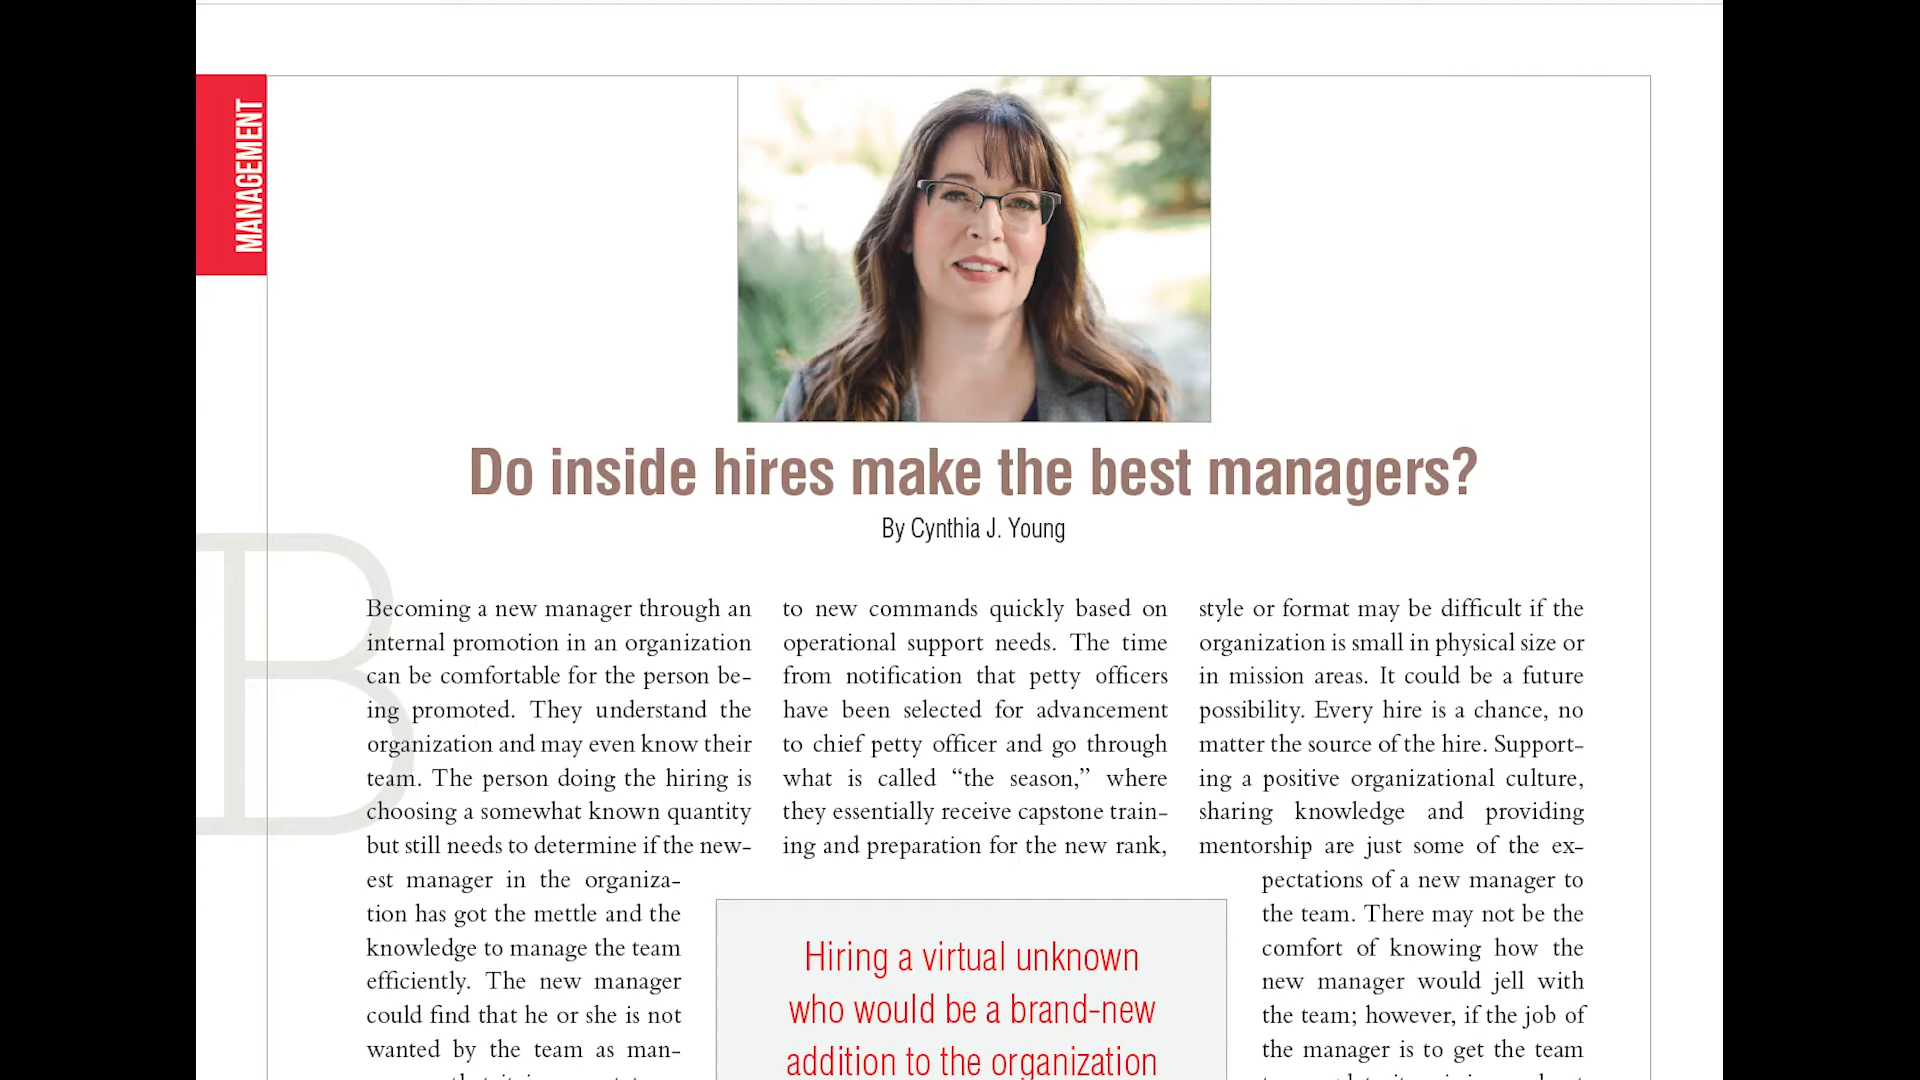 MANAGEMENT
Do inside hires make the best managers?
By Cynthia J. Young
Becoming a new manager through an
internal promotion in an organization
can be comfortable for the person be-
ing promoted. They understand the
organization and may even know their
team. The person doing the hiring is
choosing a somewhat known quantity
but still needs to determine if the new-
est manager in the organiza-
tion has got the mettle and the
knowledge to manage the team
efficiently. The new manager
could find that he or she is not
wanted by the team as man-
to new commands quickly based on
operational support needs. The time
from notification that petty officers
have been selected for advancement
to chief petty officer and go through
what is called “the season,” where
they essentially receive capstone train-
ing and preparation for the new rank,
Hiring a virtual unknown
who would be a brand-new
addition to the organization
style or format may be difficult if the
organization is small in physical size or
in mission areas. It could be a future
possibility. Every hire is a chance, no
matter the source of the hire. Support-
ing a positive organizational culture,
sharing knowledge and providing
mentorship are just some of the ex-
pectations of a new manager to
the team. There may not be the
comfort of knowing how the
new manager would jell with
the team; however, if the job of
the manager is to get the team
B